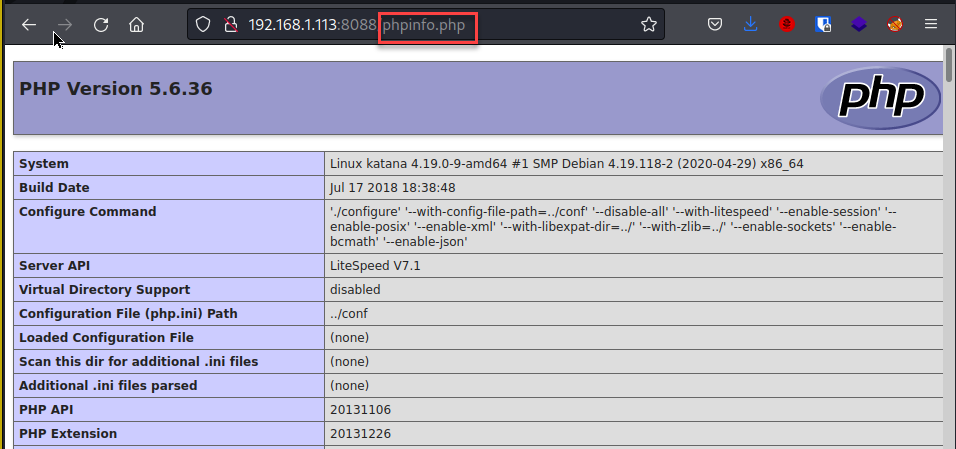 192.168.1.113:8088/phpinfo.php
PHP Version 5.6.36
php
System Linux katana 4.19.0-9-amd64 #1 SMP Debian 4.19.118-2 (2020-04-29) x86_64
Build Date Jul 17 2018 18:38:48
Configure Command './configure' '--with-config-file-path=../conf' '--disable-all' '--with-litespeed' '--enable-session' '--
enable-posix' '--enable-xml' '--with-libexpat-dir=../' '--with-zlib=../' '--enable-sockets' '--enable-
bcmath' '--enable-json'
Server API LiteSpeed V7.1
Virtual Directory Support disabled
Configuration File (php.ini) Path ../conf
Loaded Configuration File (none)
Scan this dir for additional .ini files (none)
Additional .ini files parsed (none)
PHP API 20131106
PHP Extension 20131226